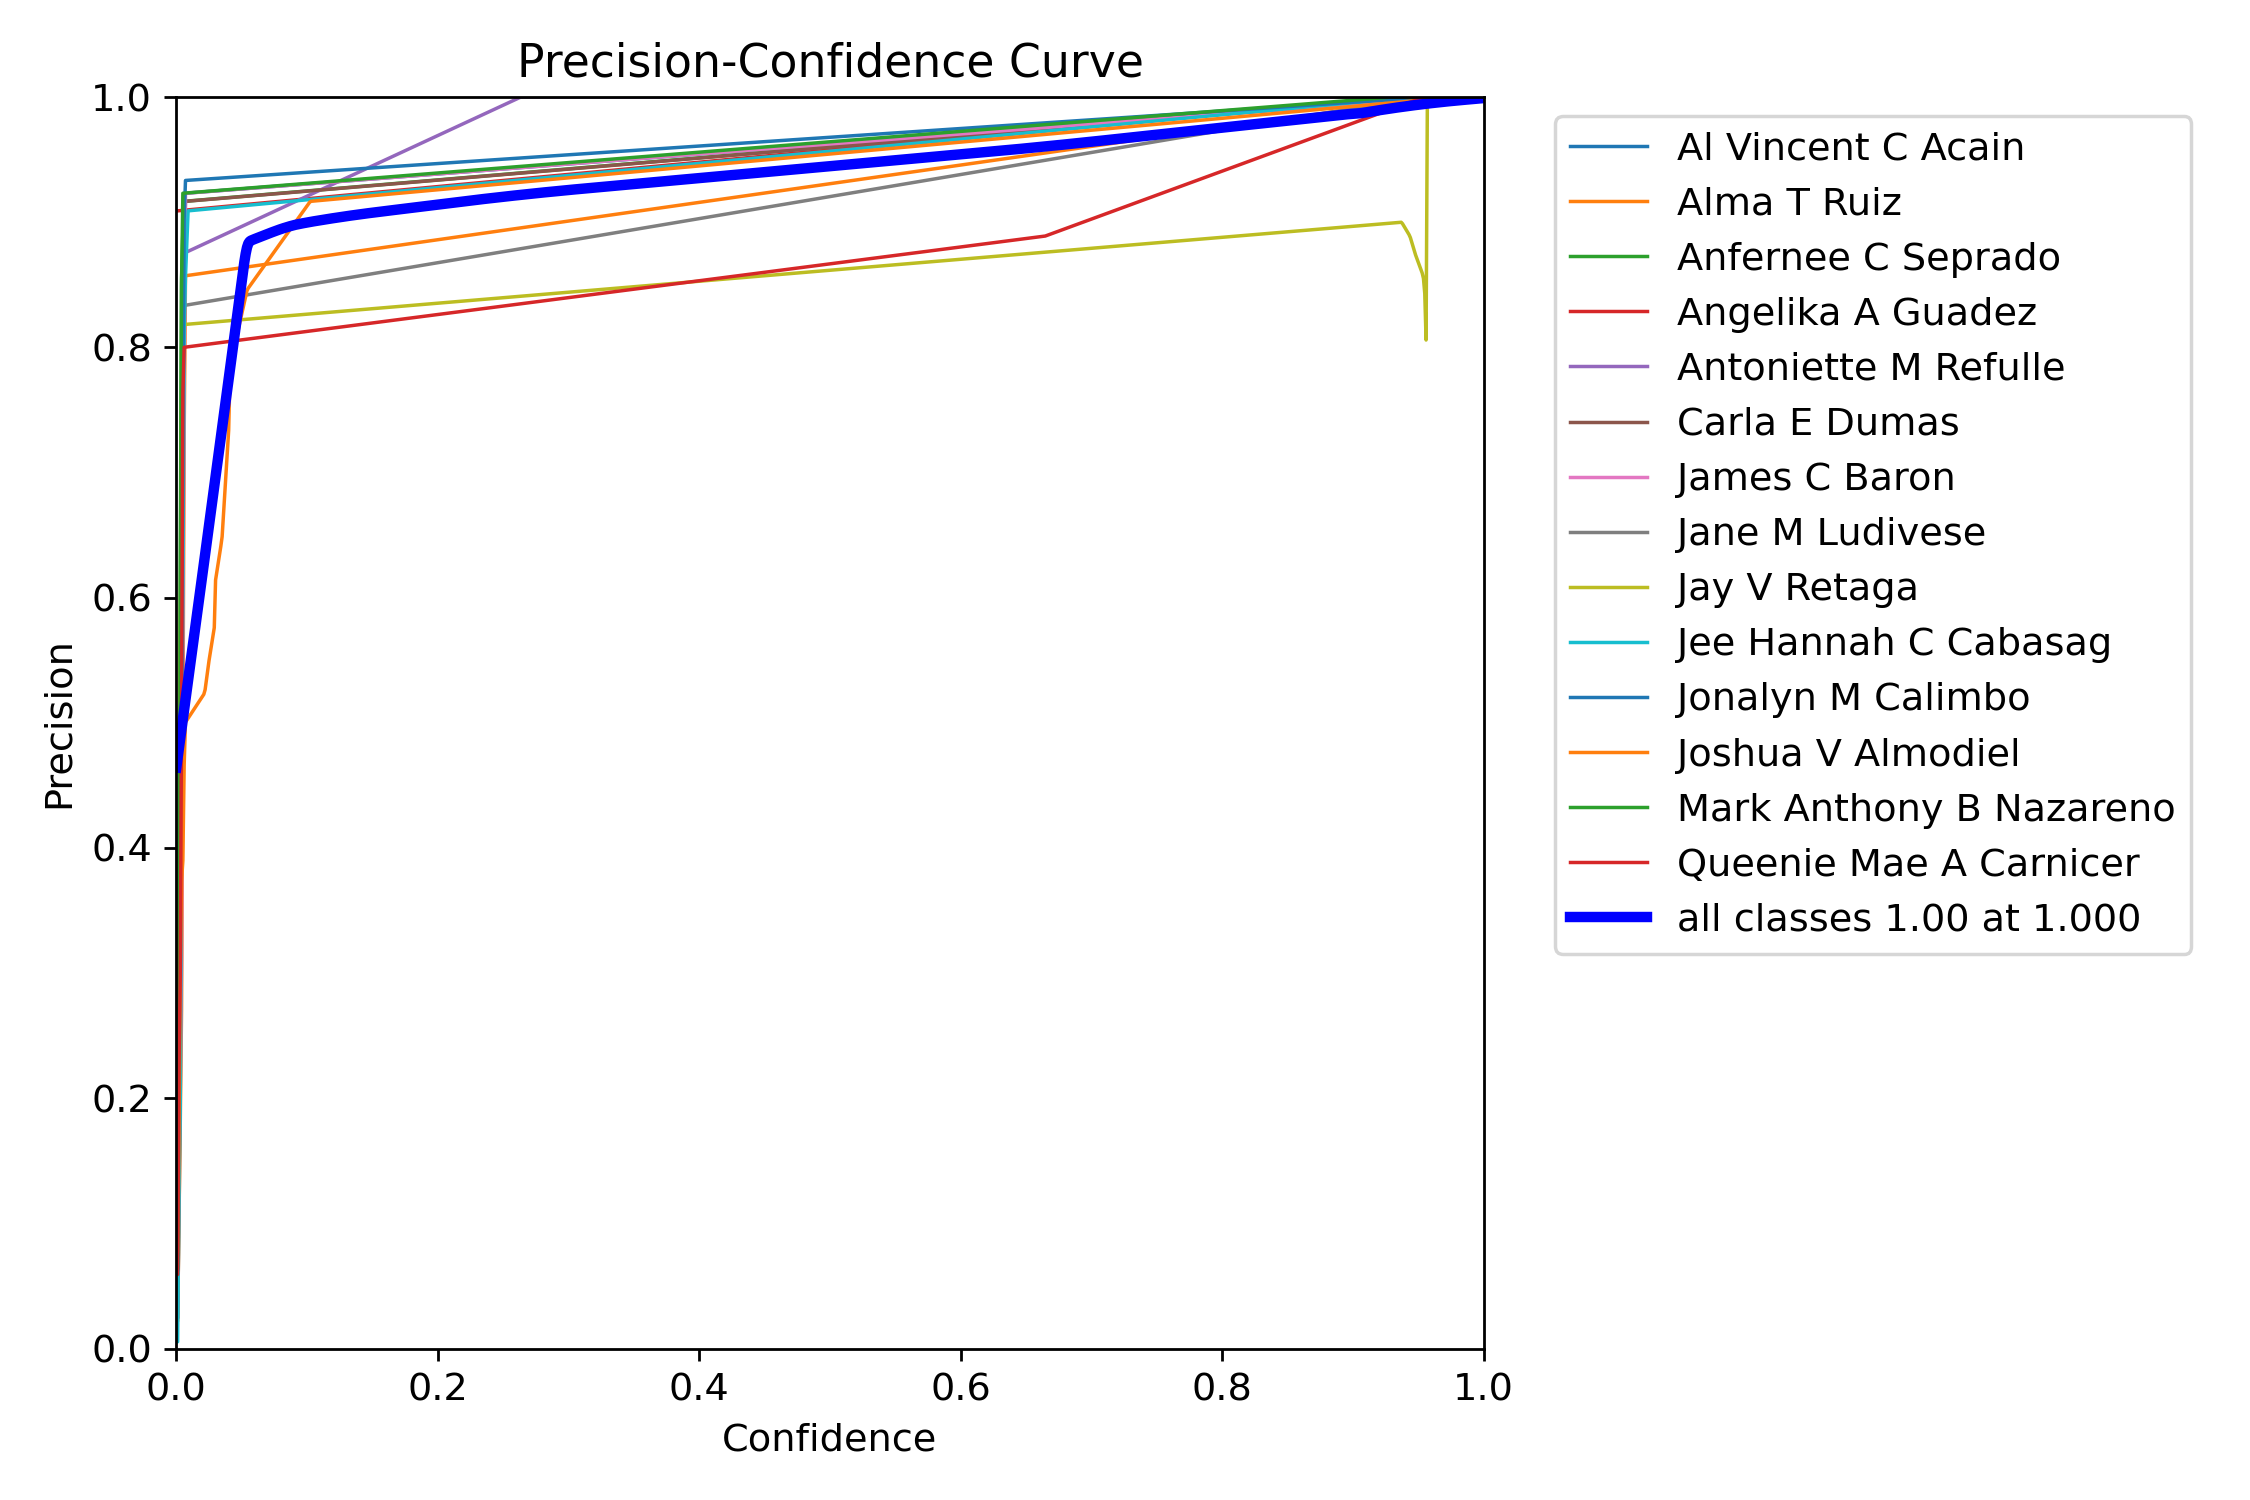 Precision-Confidence Curve
1.0
0.8
0.6
0.4
0.2
0.0
Precision
0.0 0.2 0.4 0.6 0.8 1.0
Confidence
Al Vincent C Acain
Alma T Ruiz
Anfernee C Seprado
Angelika A Guadez
Antoniette M Refulle
Carla E Dumas
James C Baron
Jane M Ludivese
Jay V Retaga
Jee Hannah C Cabasag
Jonalyn M Calimbo
Joshua V Almodiel
Mark Anthony B Nazareno
Queenie Mae A Carnicer
all classes 1.00 at 1.000